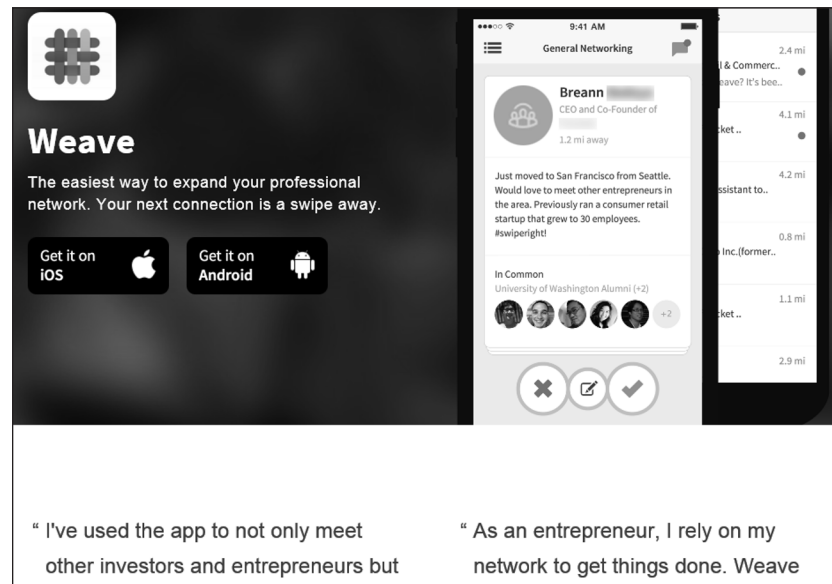 Weave
The easiest way to expand your professional
network. Your next connection is a swipe away.
Get it on
iOS
Get it on
Android
9:41 AM
General Networking
Breann
CEO and Co-Founder of
1.2 mi away
Just moved to San Francisco from Seattle.
Would love to meet other entrepreneurs in
the area. Previously ran a consumer retail
startup that grew to 30 employees.
#swiperight!
In Common
University of Washington Alumni (+2)
+2
2.4 mi
& Commerc..
eave? It's bee..
4.1 mi
cket ..
4.2 mi
ssistant to..
0.8 mi
Inc.(former..
1.1 mi
cket ..
2.9 mi
“ I've used the app to not only meet
other investors and entrepreneurs but
“ As an entrepreneur, I rely on my
network to get things done. Weave